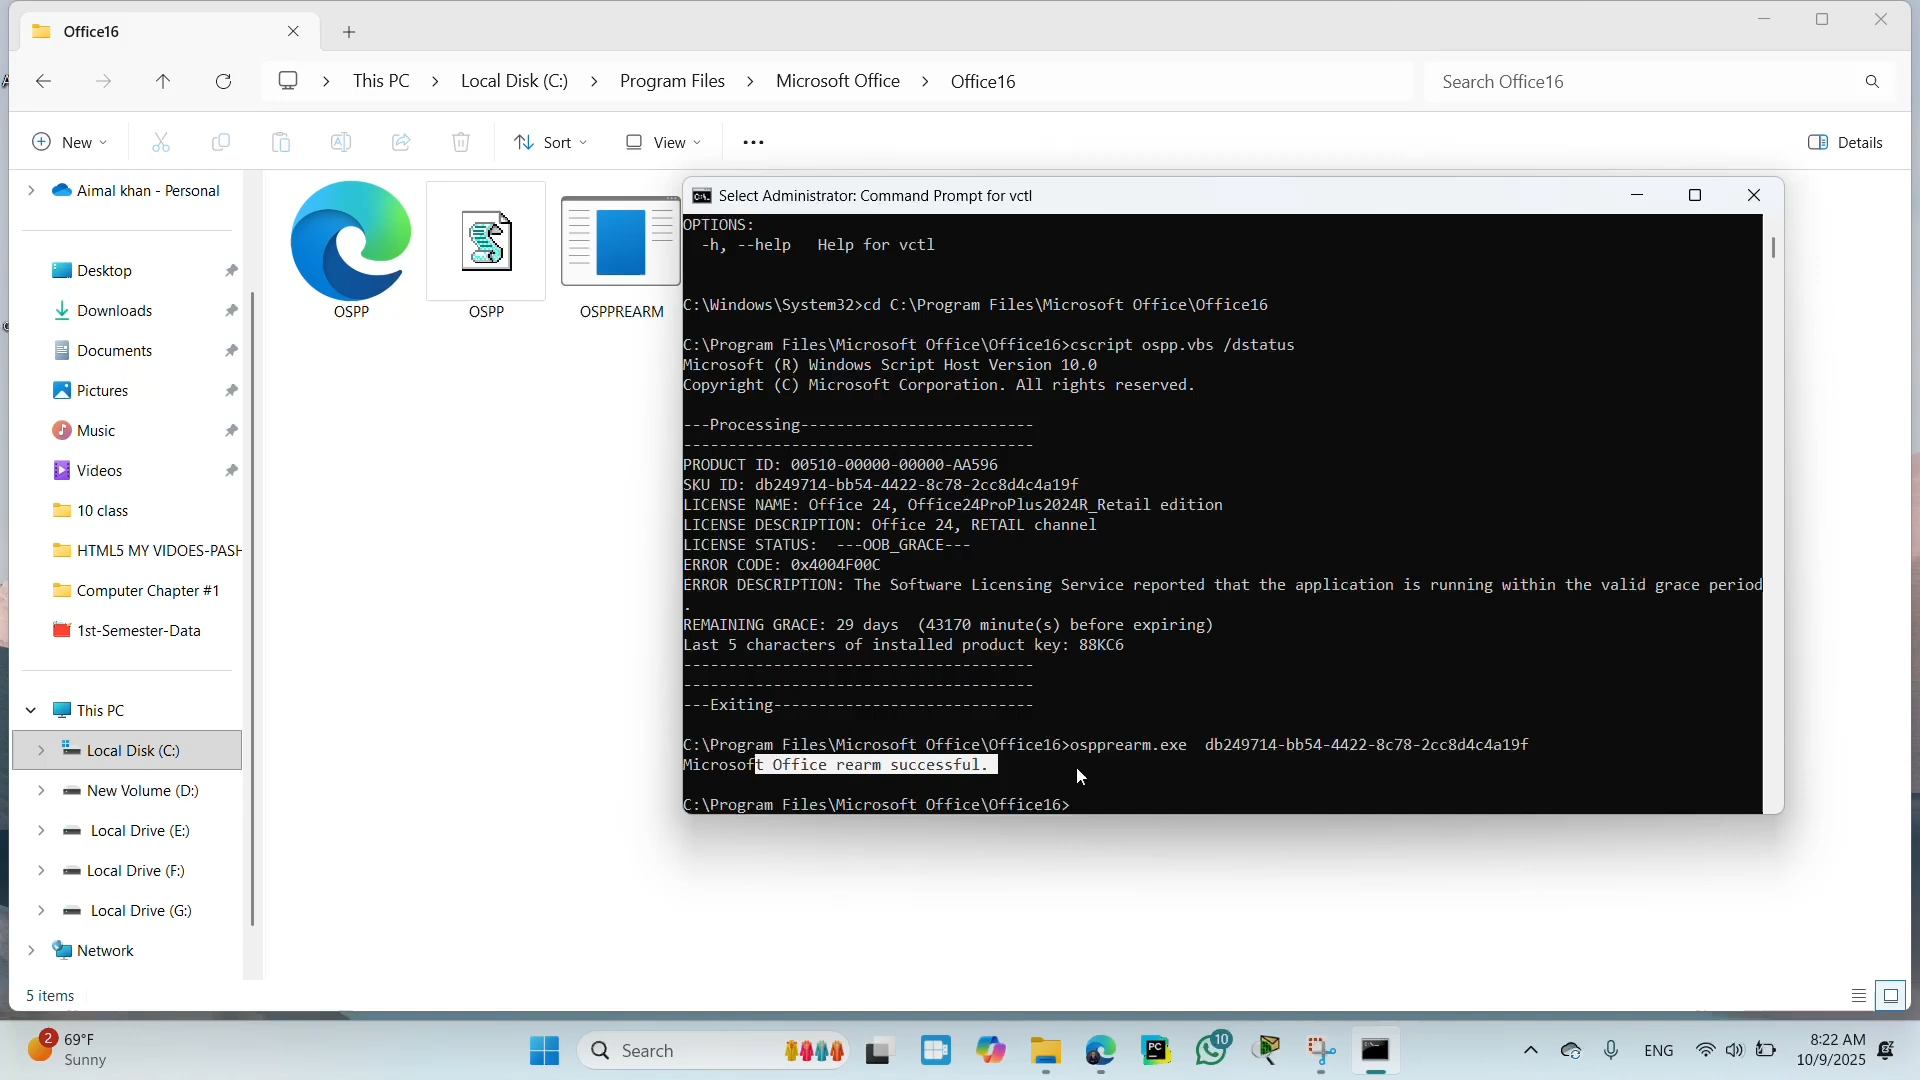 Office16
This PC
Local Disk (C:)
Program Files
Microsoft Office
Office16
Search Office16
New
Sort
View
Details
Aimal khan - Personal
Desktop
Downloads
Documents
Pictures
Music
Videos
10 class
HTML5 MY VIDOES-PASH
Computer Chapter #1
1st-Semester-Data
This PC
Local Disk (C:)
New Volume (D:)
Local Drive (E:)
Local Drive (F:)
Local Drive (G:)
Network
5 items
OSPP
OSPP
OSPPREARM
Select Administrator: Command Prompt for vctl
OPTIONS:
-h, --help   Help for vctl
C:\Windows\System32>cd C:\Program Files\Microsoft Office\Office16
C:\Program Files\Microsoft Office\Office16>cscript ospp.vbs /dstatus
Microsoft (R) Windows Script Host Version 10.0
Copyright (C) Microsoft Corporation. All rights reserved.
---Processing--------------------------
---------------------------------------
PRODUCT ID: 00510-00000-00000-AA596
SKU ID: db249714-bb54-4422-8c78-2cc8d4c4a19f
LICENSE NAME: Office 24, Office24ProPlus2024R_Retail edition
LICENSE DESCRIPTION: Office 24, RETAIL channel
LICENSE STATUS:  ---OOB_GRACE---
ERROR CODE: 0x4004F00C
ERROR DESCRIPTION: The Software Licensing Service reported that the application is running within the valid grace period
.
REMAINING GRACE: 29 days  (43170 minute(s) before expiring)
Last 5 characters of installed product key: 88KC6
---------------------------------------
---------------------------------------
---Exiting-----------------------------
C:\Program Files\Microsoft Office\Office16>ospprearm.exe  db249714-bb54-4422-8c78-2cc8d4c4a19f
Microsoft Office rearm successful.
C:\Program Files\Microsoft Office\Office16>
2
69°F
Sunny
Search
PC
10
ENG
8:22 AM
10/9/2025